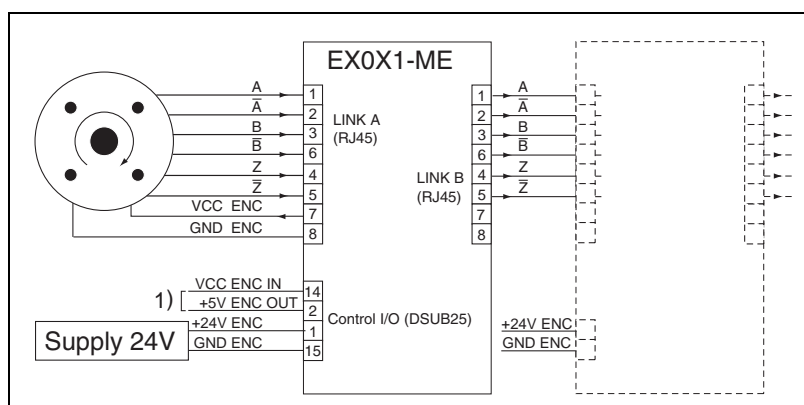 EX0X1-ME
A 1
A̅ 2
B 3
B̅ 6
Z 4
Z̅ 5
VCC ENC 7
GND ENC 8
LINK A
(RJ45)
1 A
2 A̅
3 B
6 B̅
4 Z
5 Z̅
7
8
LINK B
(RJ45)
1)
VCC ENC IN 14
+5V ENC OUT 2
+24V ENC 1
GND ENC 15
Supply 24V
Control I/O (DSUB25)
+24V ENC
GND ENC